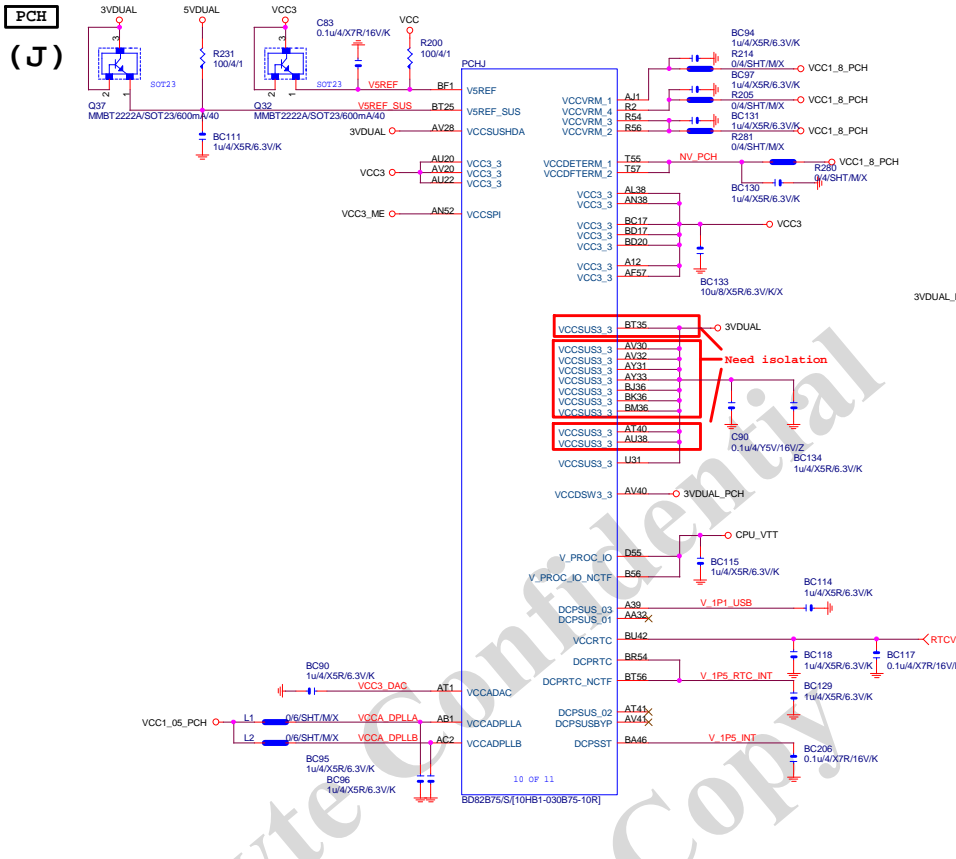 PCH
(J)
3VDUAL
5VDUAL
VCC3
C83
0.1u/4/X7R/16V/K
VCC
R231
100/4/1
R200
100/4/1
3
2
1
SOT23
3
2
1
SOT23
Q37
MMBT2222A/SOT23/600mA/40
Q32
MMBT2222A/SOT23/600mA/40
V5REF
V5REF_SUS
BC111
1u/4/X5R/6.3V/K
3VDUAL
VCC3
VCC3_ME
PCHJ
BF1 V5REF
BT25 V5REF_SUS
AV28 VCCSUSHDA
AU20 VCC3_3
AV20 VCC3_3
AU22 VCC3_3
AN52 VCCSPI
VCCVRM_1 AJ1
VCCVRM_4 R2
VCCVRM_3 R54
VCCVRM_2 R56
BC94
1u/4/X5R/6.3V/K
R214
0/4/SHT/M/X
VCC1_8_PCH
BC97
1u/4/X5R/6.3V/K
R205
0/4/SHT/M/X
VCC1_8_PCH
BC131
1u/4/X5R/6.3V/K
R281
0/4/SHT/M/X
VCC1_8_PCH
VCCDETERM_1 T55
VCCDFTERM_2 T57
NV_PCH
VCC1_8_PCH
R280
0/4/SHT/M/X
BC130
1u/4/X5R/6.3V/K
VCC3_3 AL38
VCC3_3 AN38
VCC3_3 BC17
VCC3_3 BD17
VCC3_3 BD20
VCC3_3 A12
VCC3_3 AF57
VCC3
BC133
10u/8/X5R/6.3V/K/X
3VDUAL_
VCCSUS3_3 BT35
3VDUAL
VCCSUS3_3 AV30
VCCSUS3_3 AV32
VCCSUS3_3 AY31
VCCSUS3_3 AY33
VCCSUS3_3 BJ36
VCCSUS3_3 BK36
VCCSUS3_3 BM36
Need isolation
VCCSUS3_3 AT40
VCCSUS3_3 AU38
VCCSUS3_3 U31
C90
0.1u/4/Y5V/16V/Z
BC134
1u/4/X5R/6.3V/K
VCCDSW3_3 AV40
3VDUAL_PCH
CPU_VTT
V_PROC_IO D55
V_PROC_IO_NCTF B56
BC115
1u/4/X5R/6.3V/K
DCPSUS_03 A39
DCPSUS_01 AA32
V_1P1_USB
BC114
1u/4/X5R/6.3V/K
VCCRTC BU42
RTCV
BC118
1u/4/X5R/6.3V/K
BC117
0.1u/4/X7R/16V/
DCPRTC BR54
DCPRTC_NCTF BT56
V_1P5_RTC_INT
BC129
1u/4/X5R/6.3V/K
DCPSUS_02 AT41
DCPSUSBYP AV41
DCPSST BA46
V_1P5_INT
BC206
0.1u/4/X7R/16V/K
BC90
1u/4/X5R/6.3V/K
VCC3_DAC
AT1 VCCADAC
VCC1_05_PCH
L1 0/6/SHT/M/X VCCA_DPLLA AB1 VCCADPLLA
L2 0/6/SHT/M/X VCCA_DPLLB AC2 VCCADPLLB
BC95
1u/4/X5R/6.3V/K
BC96
1u/4/X5R/6.3V/K
10 OF 11
BD82B75/S/[10HB1-030B75-10R]
yte Confidential
Copy